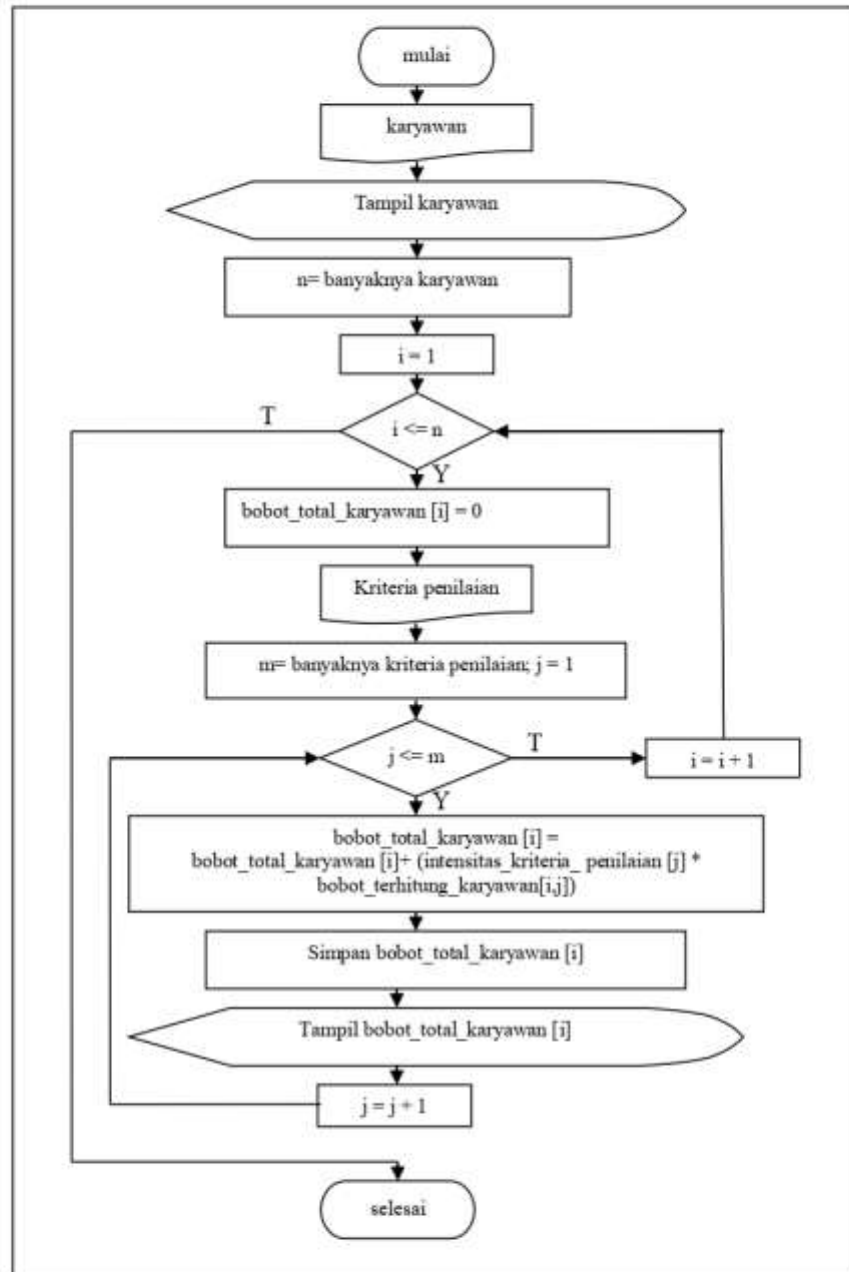 mulai
karyawan
Tampil karyawan
n= banyaknya karyawan
i = 1
T
i <= n
Y
bobot_total_karyawan [i] = 0
Kriteria penilaian
m= banyaknya kriteria penilaian; j = 1
j <= m
T
i = i + 1
Y
bobot_total_karyawan [i] =
bobot_total_karyawan [i]+ (intensitas_kriteria_ penilaian [j] *
bobot_terhitung_karyawan[i,j])
Simpan bobot_total_karyawan [i]
Tampil bobot_total_karyawan [i]
j = j + 1
selesai